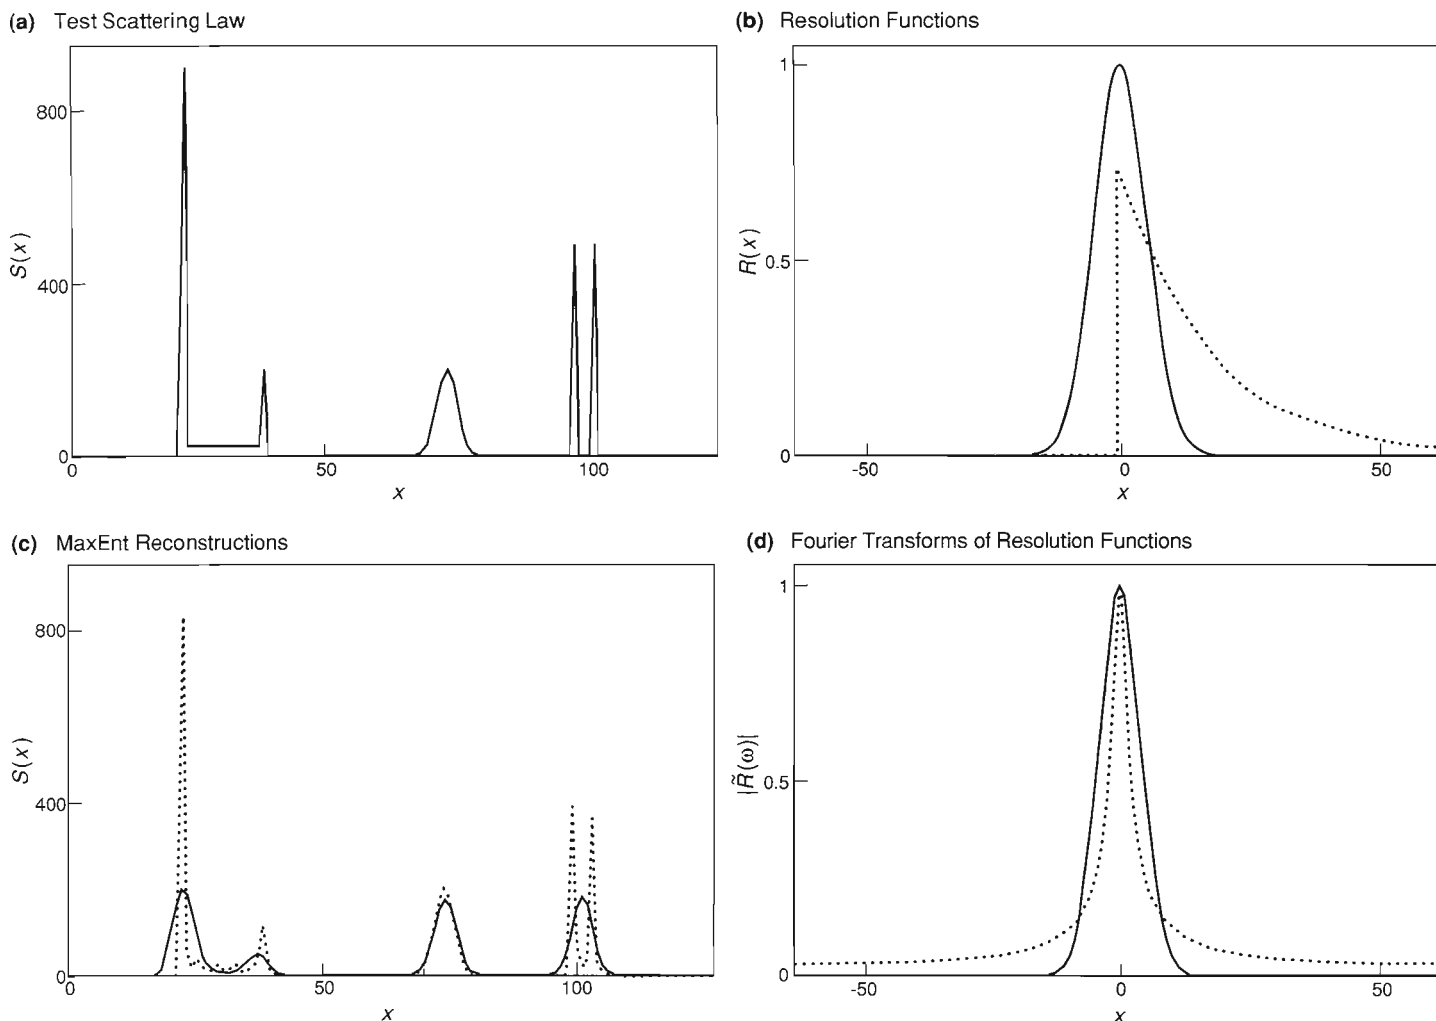 (a) Test Scattering Law
800
400
0
S(x)
0
50
100
x
(b) Resolution Functions
1
0.5
0
R(x)
-50
0
50
x
(c) MaxEnt Reconstructions
800
400
0
S(x)
0
50
100
x
(d) Fourier Transforms of Resolution Functions
1
0.5
0
|R̃(ω)|
-50
0
50
x